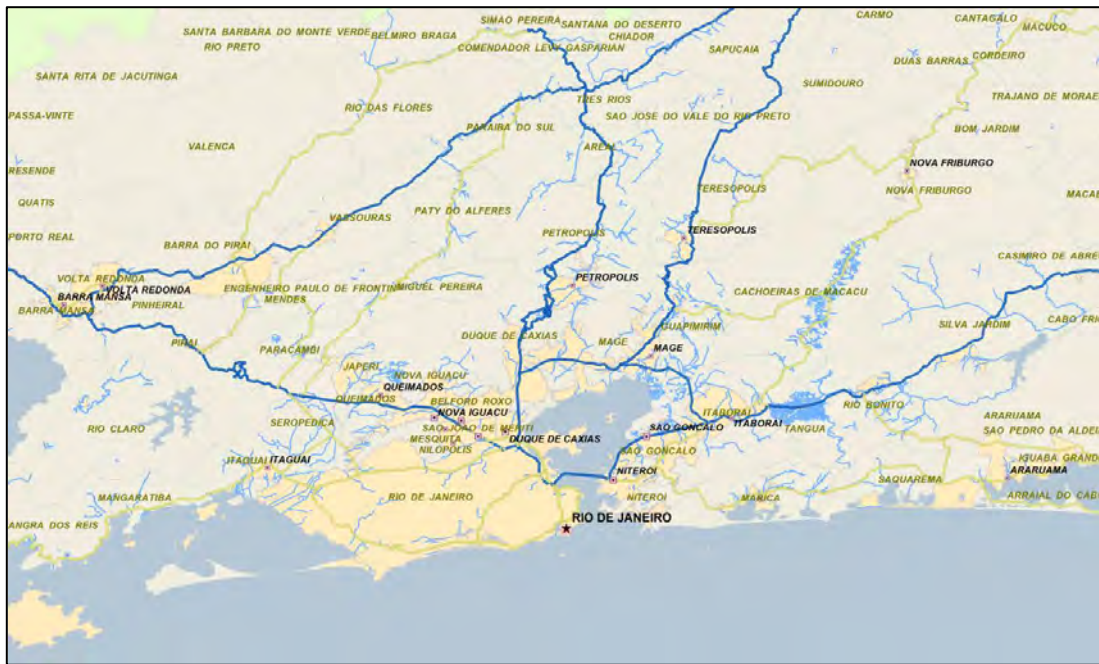 SIMAO PEREIRA
SANTANA DO DESERTO
CARMO
CANTAGALO
SANTA BARBARA DO MONTE VERDE
BELMIRO BRAGA
CHIADOR
MACUCO
RIO PRETO
COMENDADOR LEVY GASPARIAN
SAPUCAIA
CORDEIRO
DUAS BARRAS
SANTA RITA DE JACUTINGA
SUMIDOURO
TRES RIOS
TRAJANO DE MORAE
RIO DAS FLORES
PASSA-VINTE
SAO JOSE DO VALE DO RIO PRETO
PARAIBA DO SUL
BOM JARDIM
VALENCA
AREAL
NOVA FRIBURGO
RESENDE
TERESOPOLIS
NOVA FRIBURGO
QUATIS
PATY DO ALFERES
MACAE
VASSOURAS
PORTO REAL
PETROPOLIS
TERESOPOLIS
BARRA DO PIRAI
CASIMIRO DE ABREU
VOLTA REDONDA
PETROPOLIS
VOLTA REDONDA
ENGENHEIRO PAULO DE FRONTIN
MIGUEL PEREIRA
CACHOEIRAS DE MACACU
BARRA MANSA
PINHEIRAL
MENDES
BARRA MANSA
CABO FRIO
SILVA JARDIM
GUAPIMIRIM
DUQUE DE CAXIAS
MAGE
PIRAI
PARACAMBI
MAGE
JAPERI
NOVA IGUACU
QUEIMADOS
QUEIMADOS
BELFORD ROXO
RIO BONITO
ITABORAI
NOVA IGUACU
ARARUAMA
SEROPEDICA
ITABORAI
RIO CLARO
SAO JOAO DE MERITI
SAO GONCALO
TANGUA
SAO PEDRO DA ALDEI
MESQUITA
DUQUE DE CAXIAS
NILOPOLIS
SAO GONCALO
IGUABA GRANDE
ITAGUAI
ITAGUAI
NITEROI
ARARUAMA
SAQUAREMA
MANGARATIBA
RIO DE JANEIRO
NITEROI
MARICA
ARRAIAL DO CABO
RIO DE JANEIRO
ANGRA DOS REIS